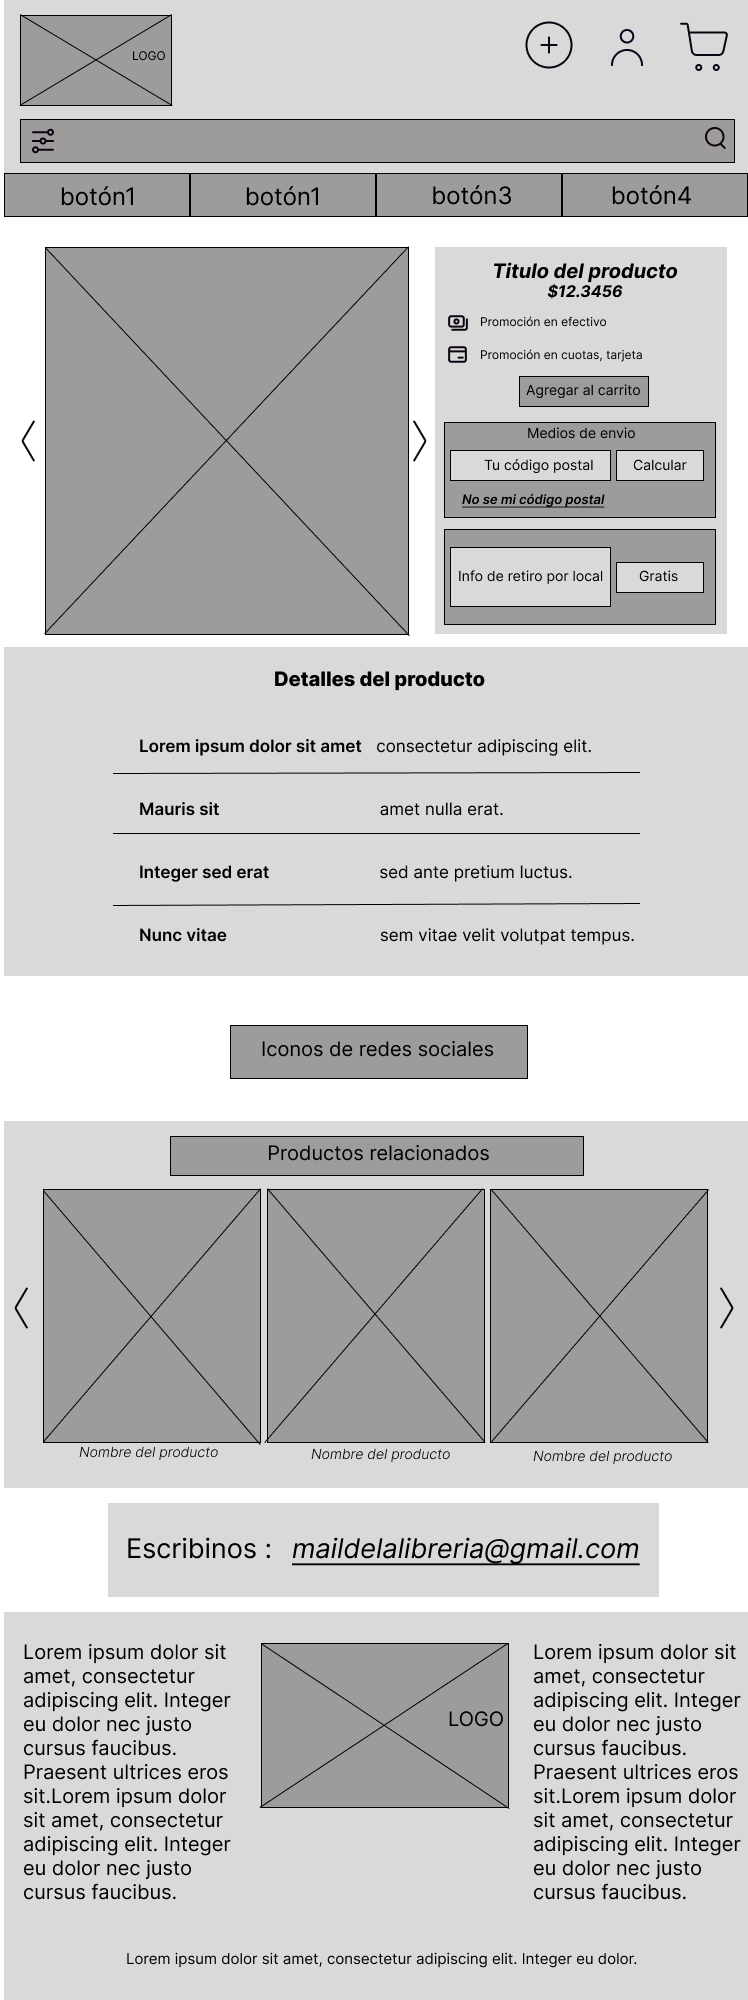 LOGO
botón1
botón1
botón3
botón4
Titulo del producto
$12.3456
Promoción en efectivo
Promoción en cuotas, tarjeta
Agregar al carrito
Medios de envio
Tu código postal
Calcular
No se mi código postal
Info de retiro por local
Gratis
Detalles del producto
Lorem ipsum dolor sit amet consectetur adipiscing elit.
Mauris sit amet nulla erat.
Integer sed erat sed ante pretium luctus.
Nunc vitae sem vitae velit volutpat tempus.
Iconos de redes sociales
Productos relacionados
Nombre del producto
Nombre del producto
Nombre del producto
Escribinos : maildelalibreria@gmail.com
Lorem ipsum dolor sit
amet, consectetur
adipiscing elit. Integer
eu dolor nec justo
cursus faucibus.
Praesent ultrices eros
sit.Lorem ipsum dolor
sit amet, consectetur
adipiscing elit. Integer
eu dolor nec justo
cursus faucibus.
LOGO
Lorem ipsum dolor sit
amet, consectetur
adipiscing elit. Integer
eu dolor nec justo
cursus faucibus.
Praesent ultrices eros
sit.Lorem ipsum dolor
sit amet, consectetur
adipiscing elit. Integer
eu dolor nec justo
cursus faucibus.
Lorem ipsum dolor sit amet, consectetur adipiscing elit. Integer eu dolor.